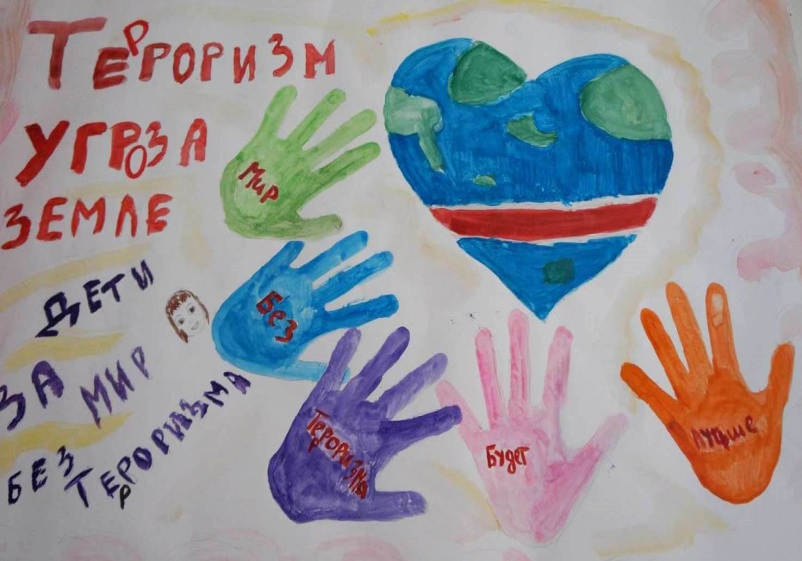 Терроризм
угроза
земле
Дети
за мир
без терроризма
Мир
Без
Терроризма
Будет
Лучше